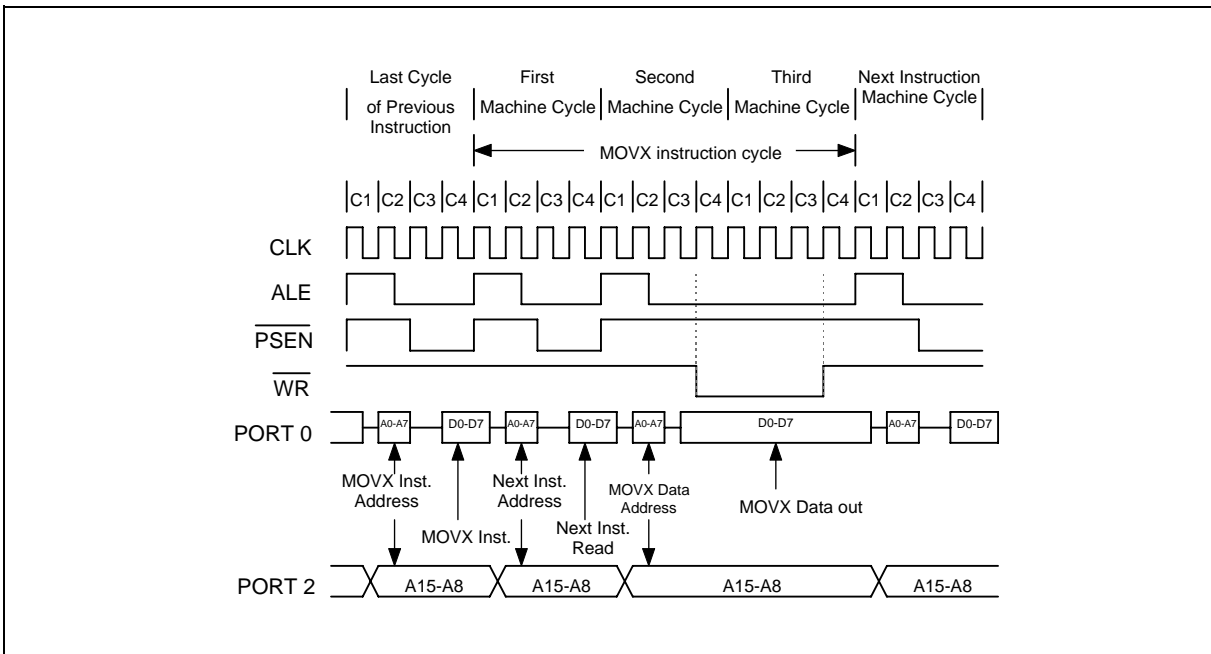 Last Cycle
of Previous
Instruction
First
Machine Cycle
Second
Machine Cycle
Third
Machine Cycle
Next Instruction
Machine Cycle
MOVX instruction cycle
C1 C2 C3 C4 C1 C2 C3 C4 C1 C2 C3 C4 C1 C2 C3 C4 C1 C2 C3 C4
CLK
ALE
PSEN
WR
PORT 0
A0-A7 D0-D7 A0-A7 D0-D7 A0-A7 D0-D7 A0-A7 D0-D7
MOVX Inst.
Address
MOVX Inst.
Next Inst.
Address
Next Inst.
Read
MOVX Data
Address
MOVX Data out
PORT 2
A15-A8 A15-A8 A15-A8 A15-A8